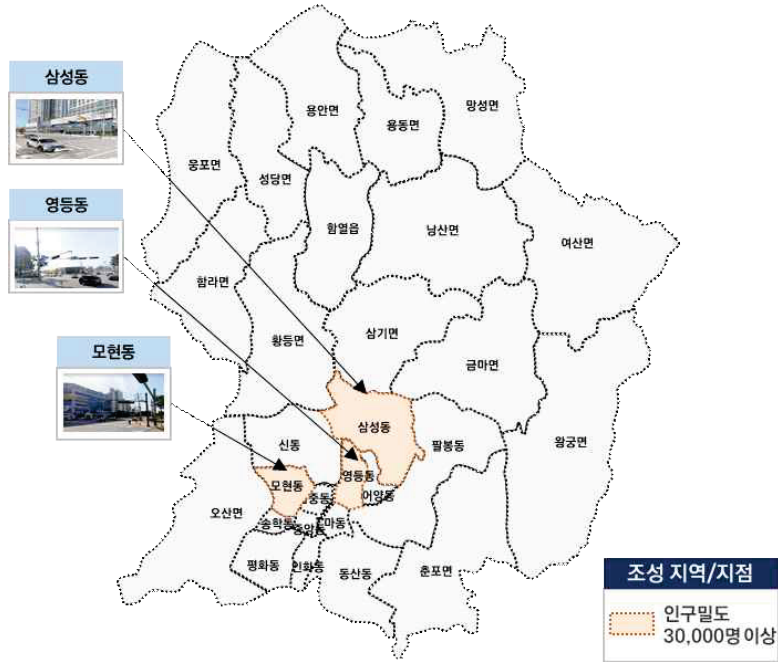 삼성동
영등동
모현동
용안면
용동면
망성면
웅포면
성당면
함열읍
남산면
여산면
함라면
황등면
삼기면
금마면
삼성동
팔봉동
왕궁면
신동
모현동
영등동
어양동
오산면
송학동
평화동
인화동
동산동
춘포면
조성 지역/지점
인구밀도
30,000명 이상